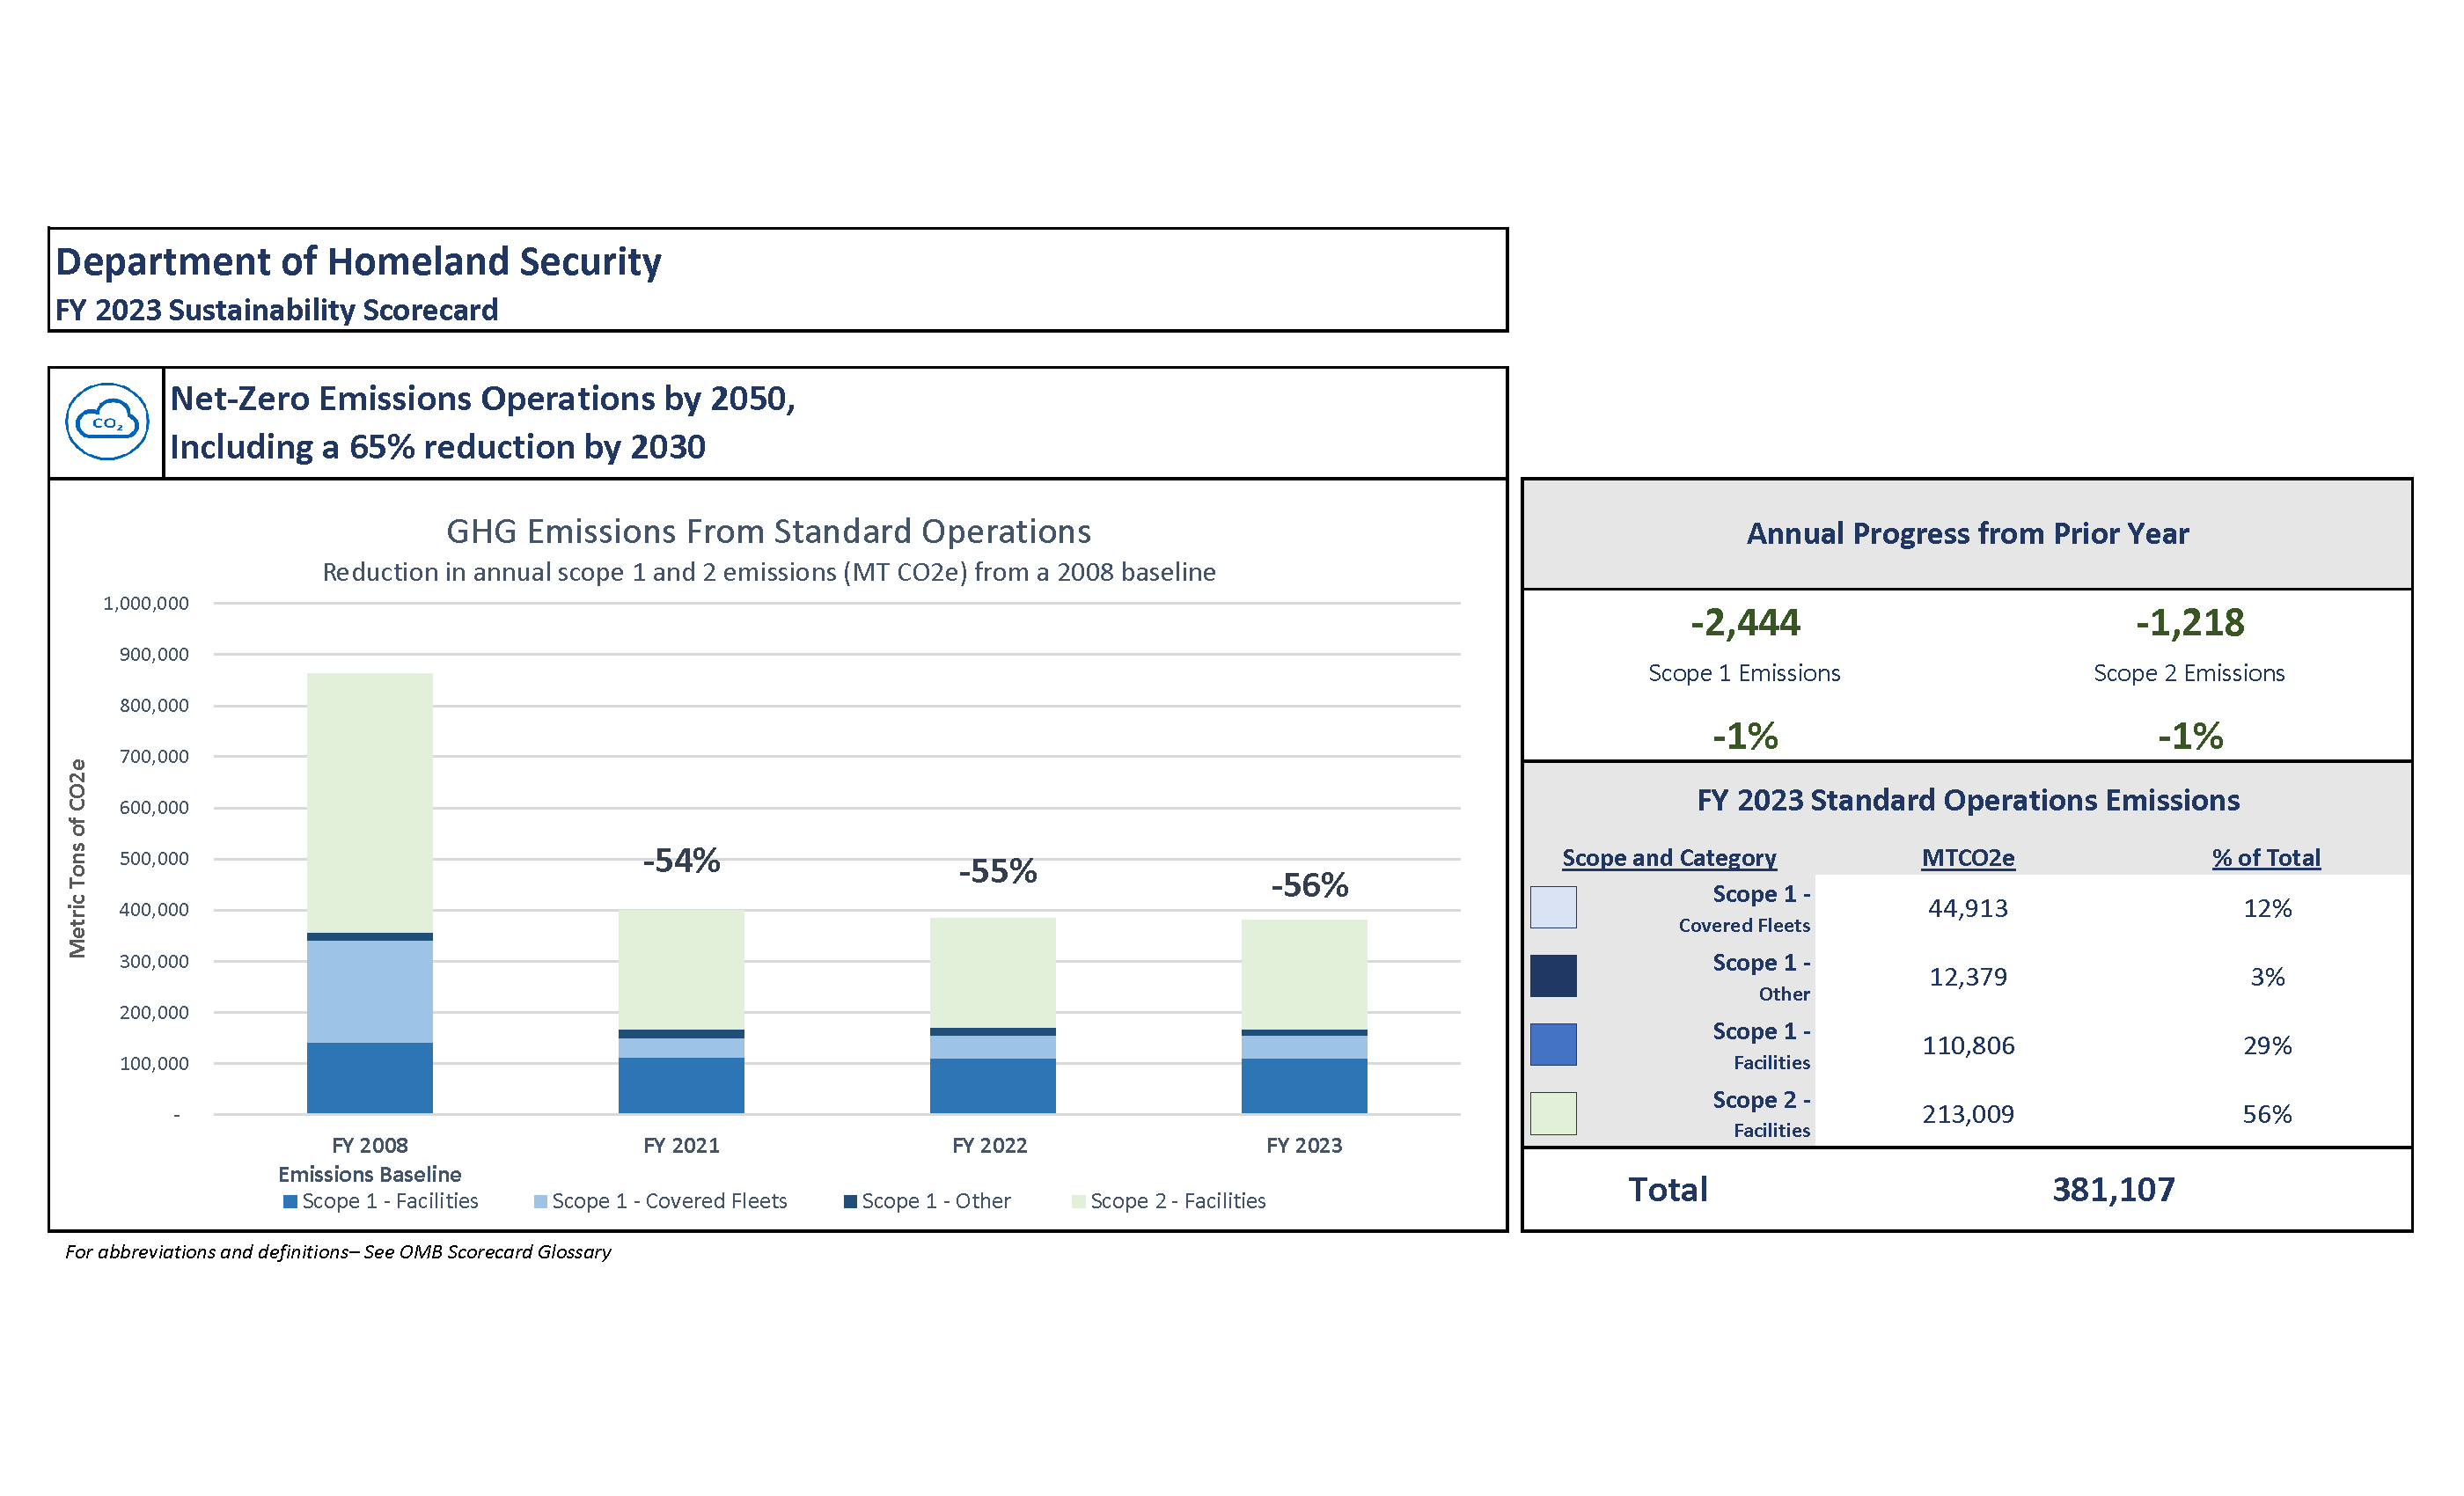 Department of Homeland Security
FY 2023 Sustainability Scorecard
CO₂
Net-Zero Emissions Operations by 2050,
Including a 65% reduction by 2030
GHG Emissions From Standard Operations
Reduction in annual scope 1 and 2 emissions (MT CO2e) from a 2008 baseline
Metric Tons of CO2e
1,000,000
900,000
800,000
700,000
600,000
500,000
400,000
300,000
200,000
100,000
-
-54%
-55%
-56%
FY 2008 FY 2021 FY 2022 FY 2023
Emissions Baseline
Scope 1 - Facilities Scope 1 - Covered Fleets Scope 1 - Other Scope 2 - Facilities
For abbreviations and definitions– See OMB Scorecard Glossary
Annual Progress from Prior Year
-2,444 -1,218
Scope 1 Emissions Scope 2 Emissions
-1% -1%
FY 2023 Standard Operations Emissions
Scope and Category MTCO2e % of Total
Scope 1 -
Covered Fleets 44,913 12%
Scope 1 -
Other 12,379 3%
Scope 1 -
Facilities 110,806 29%
Scope 2 -
Facilities 213,009 56%
Total 381,107